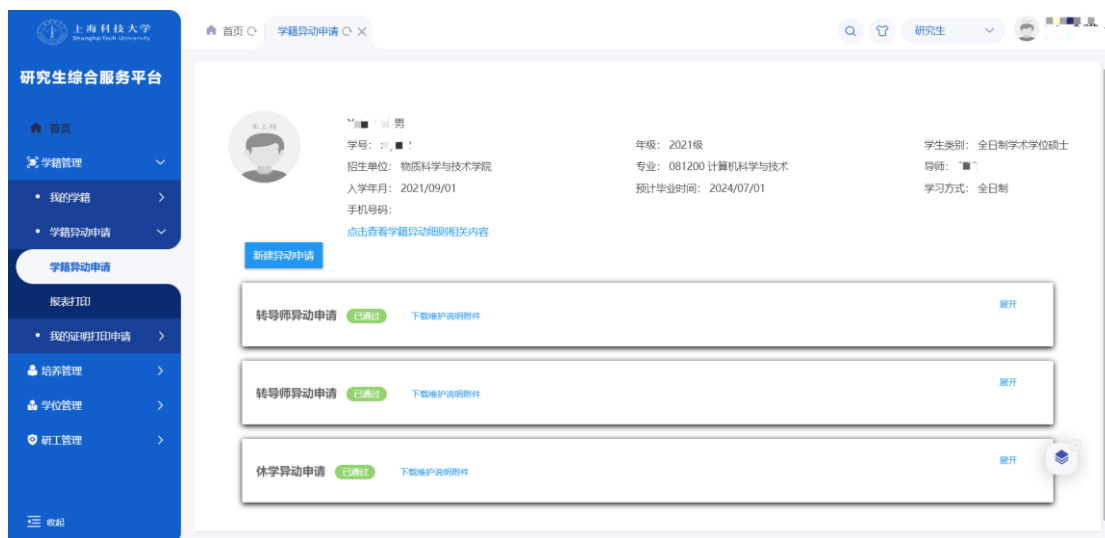 上海科技大学
ShanghaiTech University
首页
学籍异动申请
研究生
研究生综合服务平台
首页
学籍管理
我的学籍
学籍异动申请
学籍异动申请
报表打印
我的证明打印申请
培养管理
学位管理
研工管理
收起
未上传
男
学号：
年级： 2021级
学生类别： 全日制学术学位硕士
招生单位： 物质科学与技术学院
专业： 081200 计算机科学与技术
导师：
入学年月： 2021/09/01
预计毕业时间： 2024/07/01
学习方式： 全日制
手机号码：
点击查看学籍异动细则相关内容
新建异动申请
转导师异动申请 已通过 下载维护说明附件 展开
转导师异动申请 已通过 下载维护说明附件 展开
休学异动申请 已通过 下载维护说明附件 展开